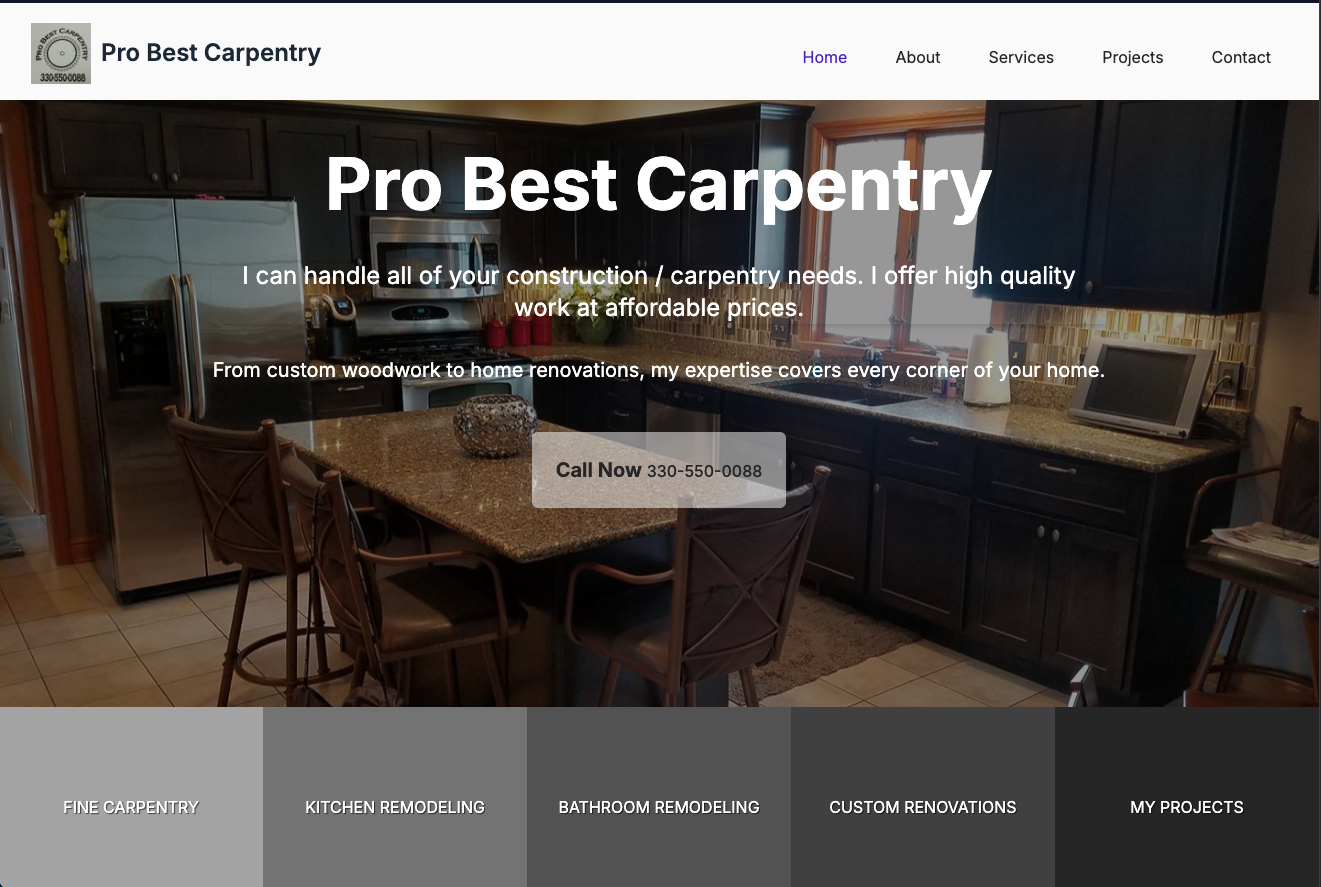 PRO BEST CARPENTRY
330-550-0088
Pro Best Carpentry
Home
About
Services
Projects
Contact
Pro Best Carpentry
I can handle all of your construction / carpentry needs. I offer high quality
work at affordable prices.
From custom woodwork to home renovations, my expertise covers every corner of your home.
Call Now 330-550-0088
FINE CARPENTRY
KITCHEN REMODELING
BATHROOM REMODELING
CUSTOM RENOVATIONS
MY PROJECTS